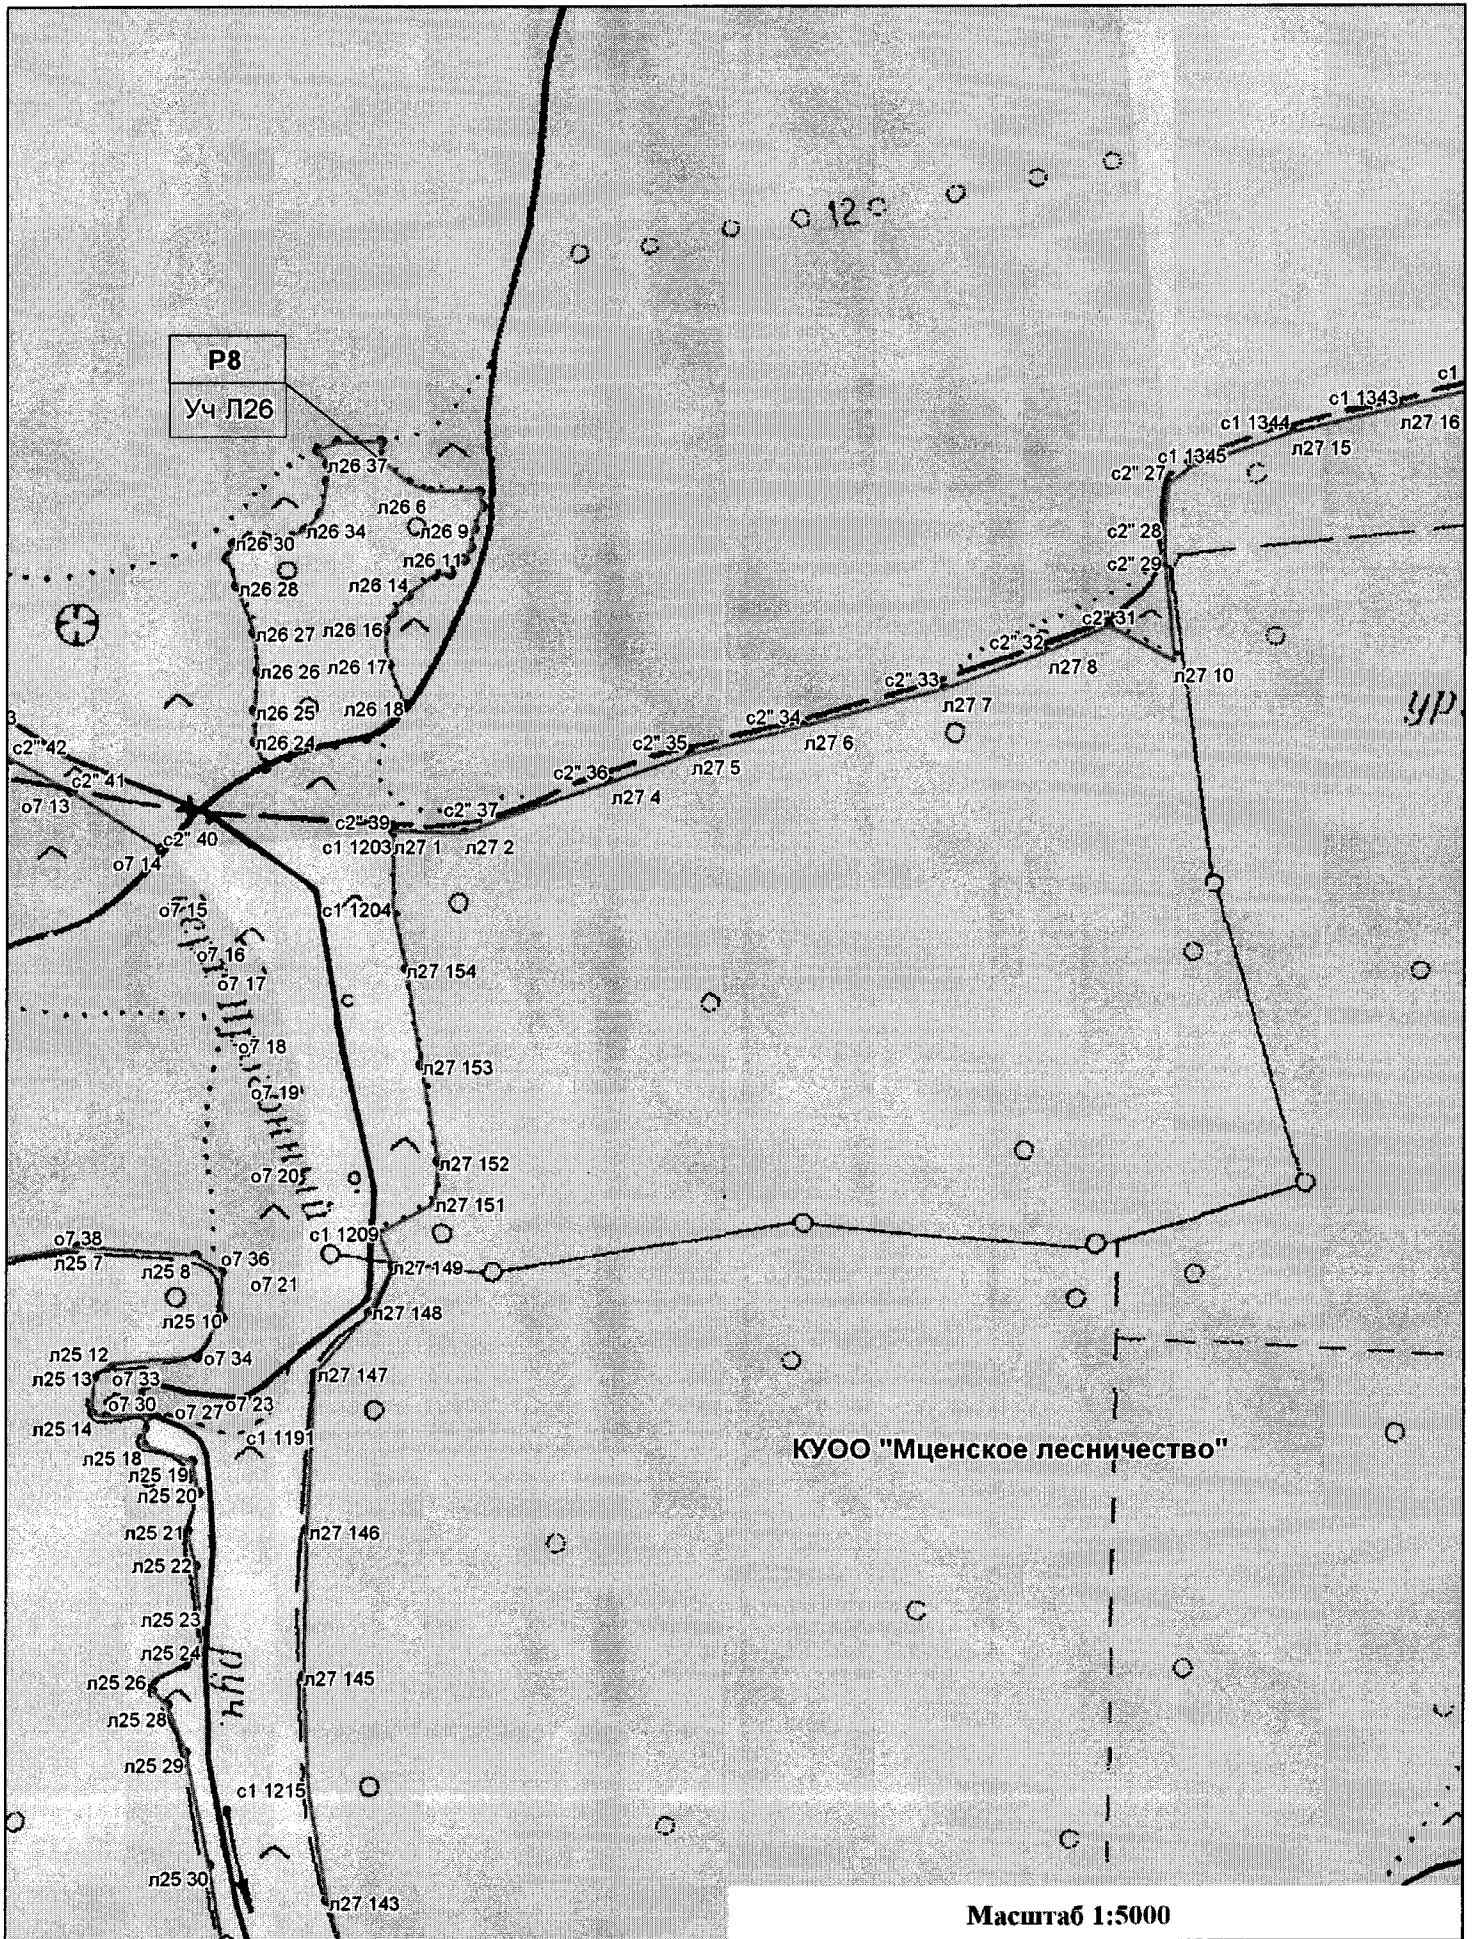 12
Р8
Уч Л26
с1
с1 1343
с1 1344
л27 16
л27 15
с1 1345
с2" 27
л26 37
л26 6
л26 9
л26 34
с2" 28
л26 30
л26 11
с2" 29
л26 14
л26 28
с2" 31
л26 27
л26 16
с2" 32
л26 26
л26 17
л27 8
л27 10
с2" 33
л27 7
ур.
л26 25
л26 18
с2" 34
3
с2" 42
л26 24
с2" 35
л27 6
с2" 41
с2" 36
л27 5
о7 13
л27 4
с2" 37
с2" 39
с2" 40
с1 1203
л27 1
л27 2
о7 14
о7 15
с1 1204
о7 16
л27 154
о7 17
с
о7 18
л27 153
о7 19
л27 152
о7 20
л27 151
с1 1209
о7 38
о7 36
л25 7
л25 8
л27 149
о7 21
л25 10
л27 148
л25 12
о7 34
л25 13
о7 33
л27 147
о7 30
о7 27
о7 23
л25 14
с1 1191
КУОО "Мценское лесничество"
л25 18
л25 19
л25 20
л25 21
л27 146
л25 22
л25 23
л25 24
руч.
л25 26
л27 145
л25 28
л25 29
с1 1215
л25 30
л27 143
Масштаб 1:5000